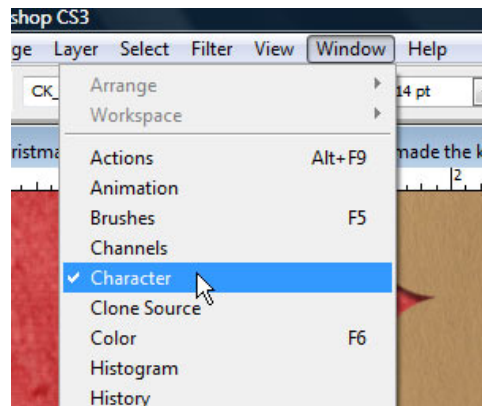 shop CS3
ge Layer Select Filter View Window Help
CK_ 14 pt
Arrange
Workspace
ristma made the k
Actions Alt+F9
2
Animation
Brushes F5
Channels
Character
Clone Source
Color F6
Histogram
History